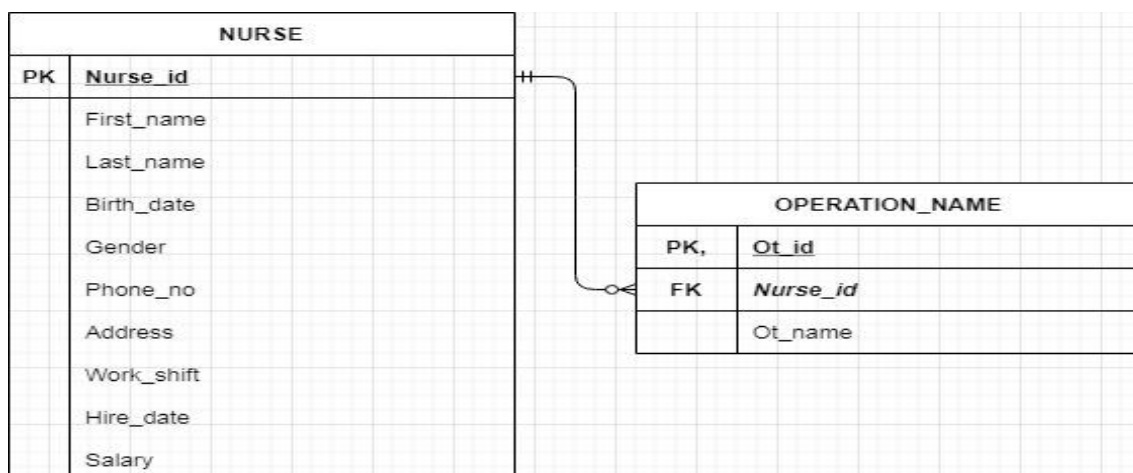 NURSE
PK Nurse_id
First_name
Last_name
Birth_date
Gender
Phone_no
Address
Work_shift
Hire_date
Salary
OPERATION_NAME
PK, Ot_id
FK Nurse_id
Ot_name